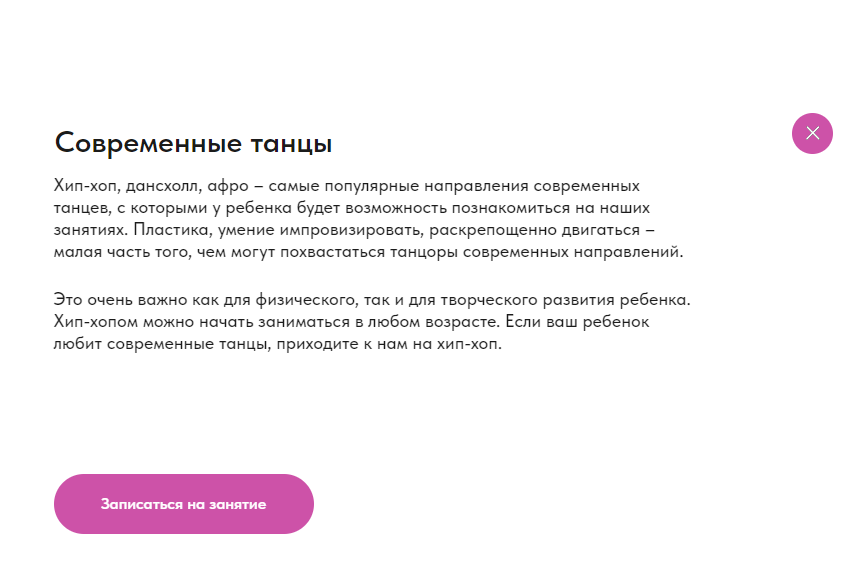 Современные танцы
Хип-хоп, дансхолл, афро – самые популярные направления современных
танцев, с которыми у ребенка будет возможность познакомиться на наших
занятиях. Пластика, умение импровизировать, раскрепощенно двигаться –
малая часть того, чем могут похвастаться танцоры современных направлений.
Это очень важно как для физического, так и для творческого развития ребенка.
Хип-хопом можно начать заниматься в любом возрасте. Если ваш ребенок
любит современные танцы, приходите к нам на хип-хоп.
Записаться на занятие